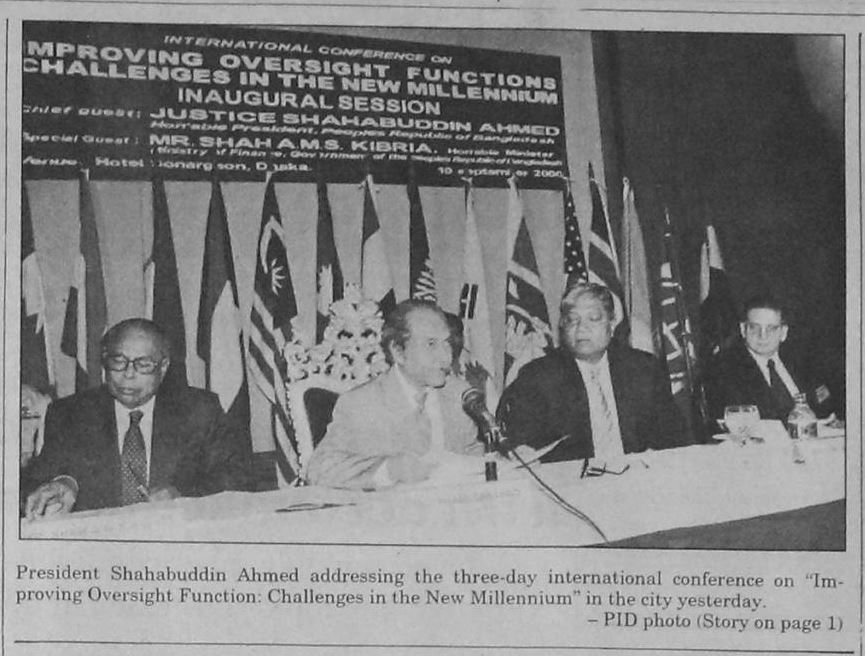 INTERNATIONAL CONFERENCE ON
IMPROVING OVERSIGHT FUNCTIONS
CHALLENGES IN THE NEW MILLENNIUM
INAUGURAL SESSION
Chief Guest: JUSTICE SHAHABUDDIN AHMED
Hon'able President, Peoples Republic of Bangladesh
Special Guest : MR. SHAH A.M.S. KIBRIA, Honorable Minister
Ministry of Finance, Government of the Peoples Republic of Bangladesh
Venue. Hotel Sonargaon, Dhaka. 10 September 2000
President Shahabuddin Ahmed addressing the three-day international conference on “Im-
proving Oversight Function: Challenges in the New Millennium” in the city yesterday.
– PID photo (Story on page 1)